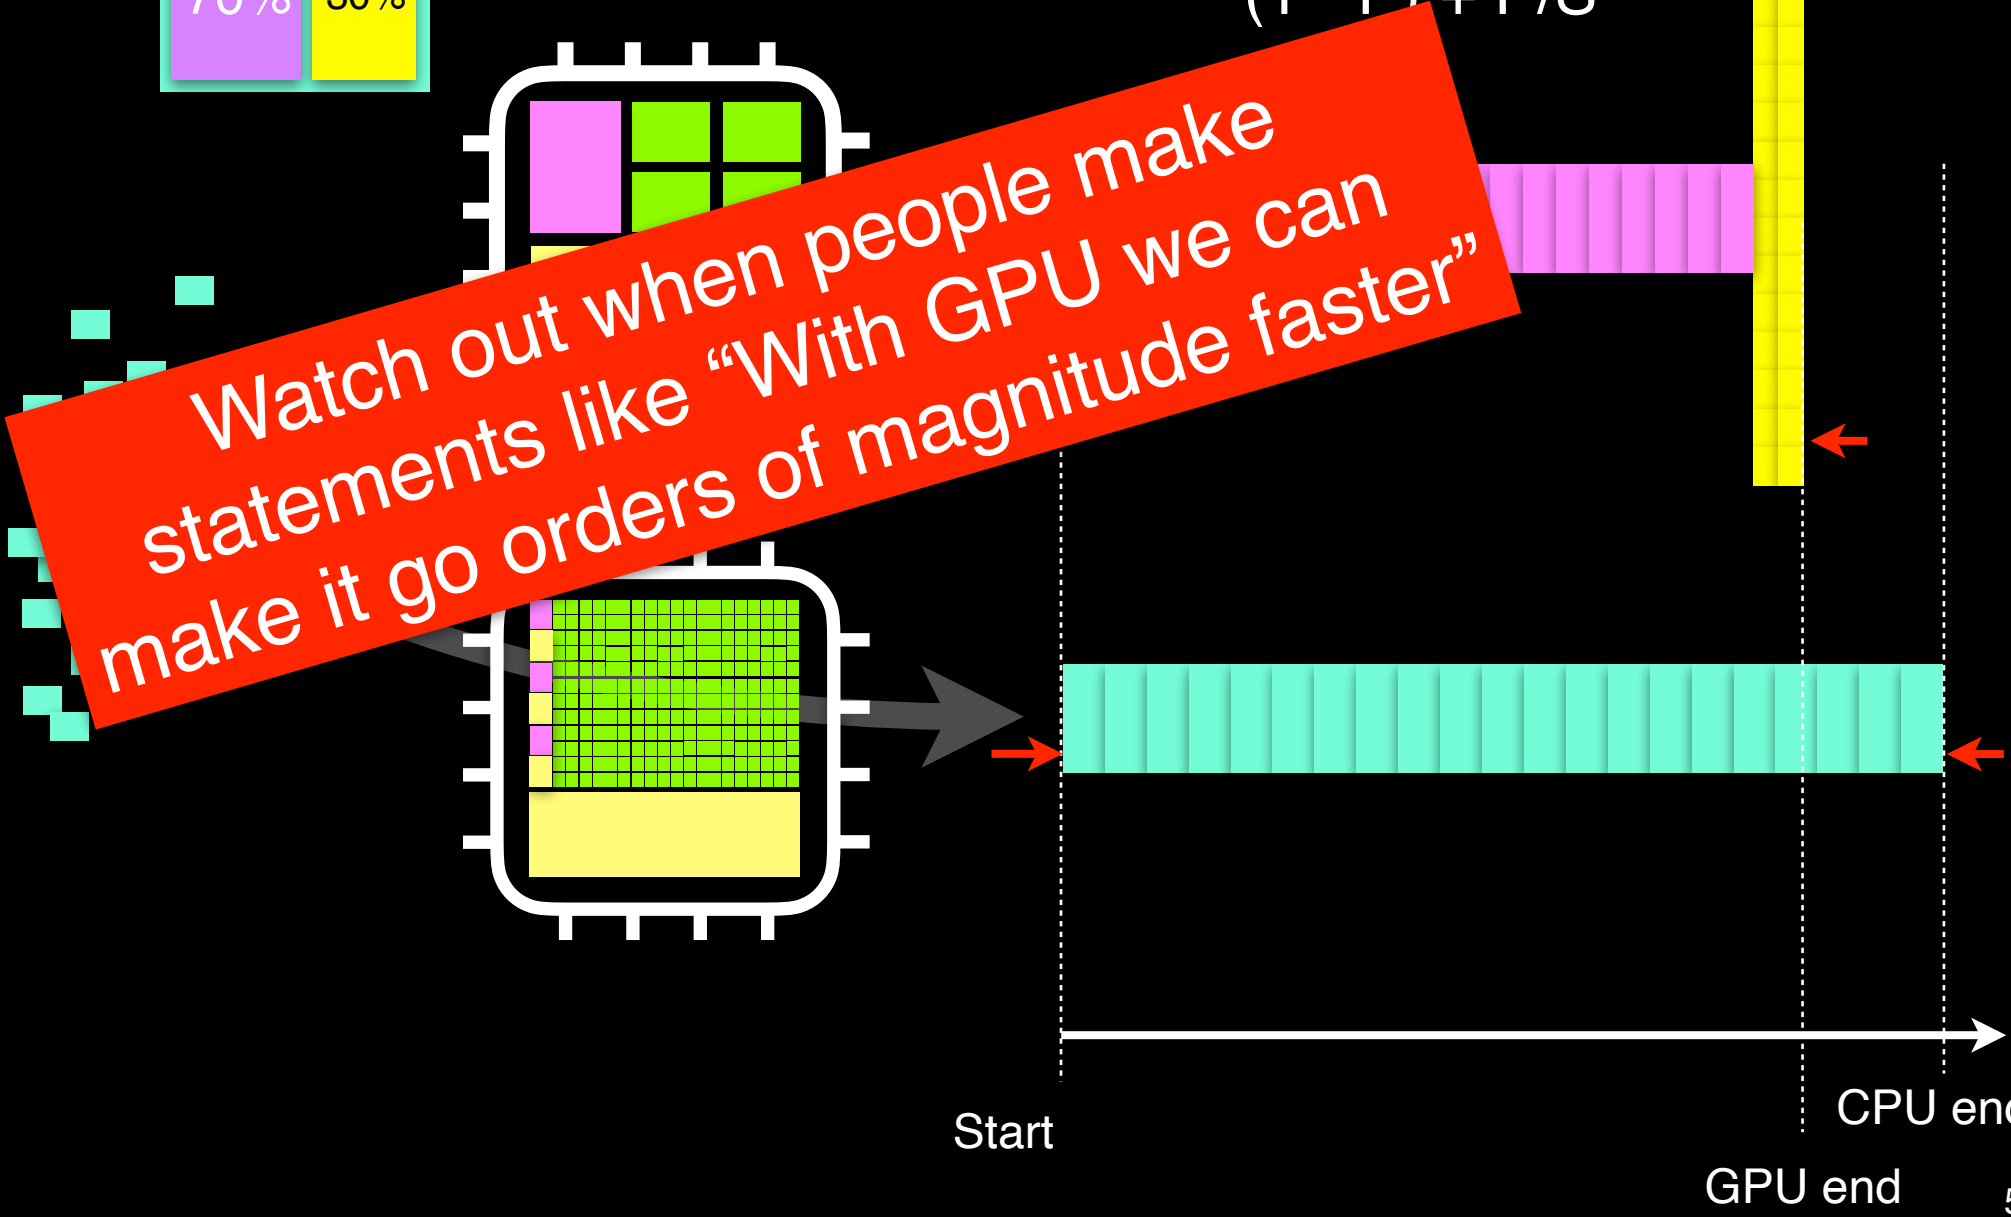 70%
Watch out when people make
statements like “With GPU we can
make it go orders of magnitude faster”
Start
CPU end
GPU end